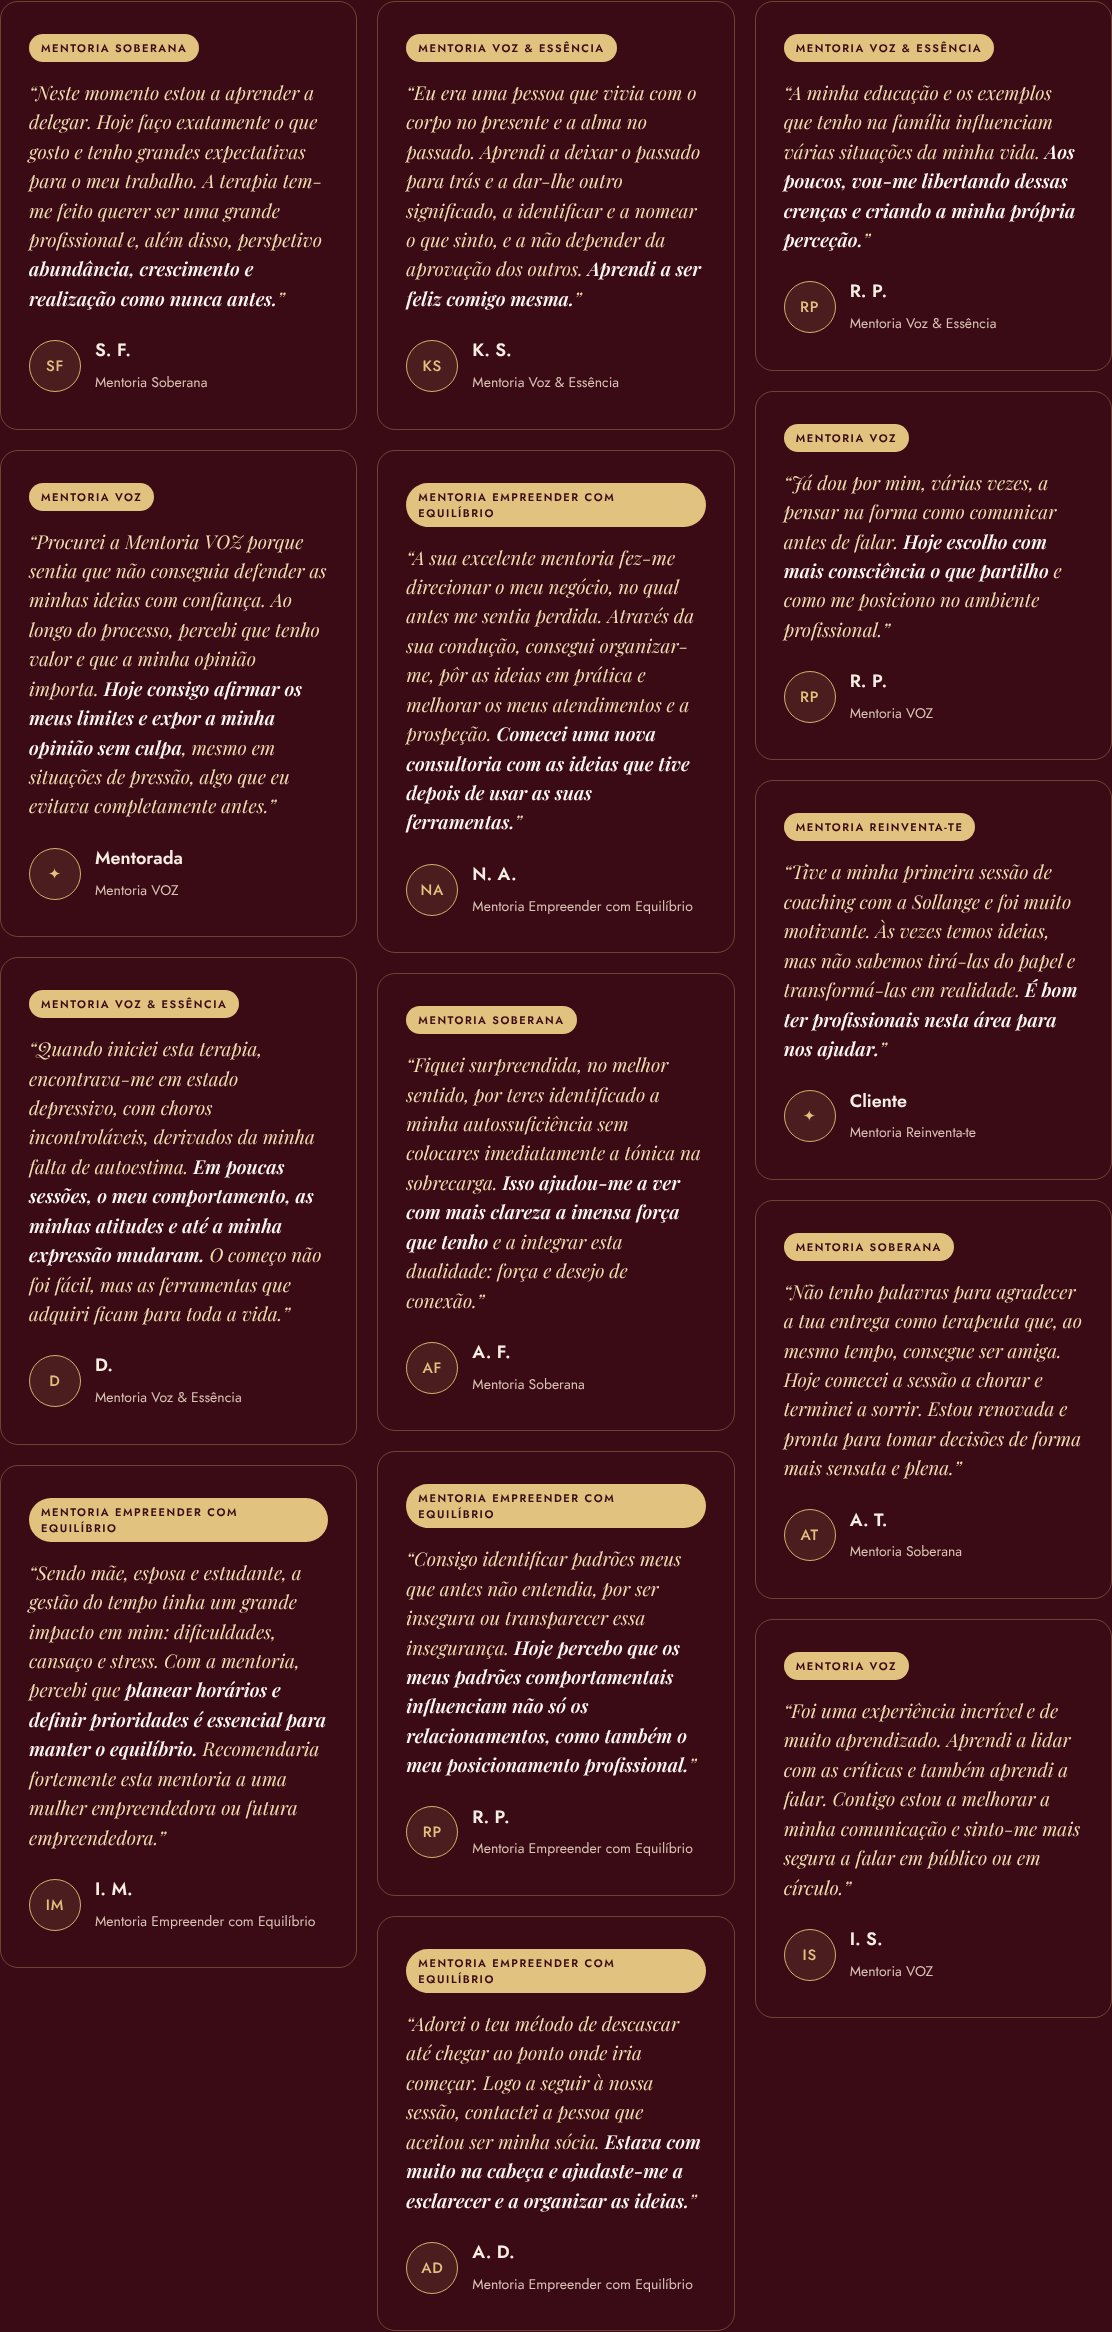 MENTORIA SOBERANA
“Neste momento estou a aprender a
delegar. Hoje faço exatamente o que
gosto e tenho grandes expectativas
para o meu trabalho. A terapia tem-
me feito querer ser uma grande
profissional e, além disso, perspetivo
abundância, crescimento e
realização como nunca antes.”
SF
S. F.
Mentoria Soberana
MENTORIA VOZ
“Procurei a Mentoria VOZ porque
sentia que não conseguia defender as
minhas ideias com confiança. Ao
longo do processo, percebi que tenho
valor e que a minha opinião
importa. Hoje consigo afirmar os
meus limites e expor a minha
opinião sem culpa, mesmo em
situações de pressão, algo que eu
evitava completamente antes.”
✦
Mentorada
Mentoria VOZ
MENTORIA VOZ & ESSÊNCIA
“Quando iniciei esta terapia,
encontrava-me em estado
depressivo, com choros
incontroláveis, derivados da minha
falta de autoestima. Em poucas
sessões, o meu comportamento, as
minhas atitudes e até a minha
expressão mudaram. O começo não
foi fácil, mas as ferramentas que
adquiri ficam para toda a vida.”
D
D.
Mentoria Voz & Essência
MENTORIA EMPREENDER COM
EQUILÍBRIO
“Sendo mãe, esposa e estudante, a
gestão do tempo tinha um grande
impacto em mim: dificuldades,
cansaço e stress. Com a mentoria,
percebi que planear horários e
definir prioridades é essencial para
manter o equilíbrio. Recomendaria
fortemente esta mentoria a uma
mulher empreendedora ou futura
empreendedora.”
IM
I. M.
Mentoria Empreender com Equilíbrio
MENTORIA VOZ & ESSÊNCIA
“Eu era uma pessoa que vivia com o
corpo no presente e a alma no
passado. Aprendi a deixar o passado
para trás e a dar-lhe outro
significado, a identificar e a nomear
o que sinto, e a não depender da
aprovação dos outros. Aprendi a ser
feliz comigo mesma.”
KS
K. S.
Mentoria Voz & Essência
MENTORIA EMPREENDER COM
EQUILÍBRIO
“A sua excelente mentoria fez-me
direcionar o meu negócio, no qual
antes me sentia perdida. Através da
sua condução, consegui organizar-
me, pôr as ideias em prática e
melhorar os meus atendimentos e a
prospeção. Comecei uma nova
consultoria com as ideias que tive
depois de usar as suas
ferramentas.”
NA
N. A.
Mentoria Empreender com Equilíbrio
MENTORIA SOBERANA
“Fiquei surpreendida, no melhor
sentido, por teres identificado a
minha autossuficiência sem
colocares imediatamente a tónica na
sobrecarga. Isso ajudou-me a ver
com mais clareza a imensa força
que tenho e a integrar esta
dualidade: força e desejo de
conexão.”
AF
A. F.
Mentoria Soberana
MENTORIA EMPREENDER COM
EQUILÍBRIO
“Consigo identificar padrões meus
que antes não entendia, por ser
insegura ou transparecer essa
insegurança. Hoje percebo que os
meus padrões comportamentais
influenciam não só os
relacionamentos, como também o
meu posicionamento profissional.”
RP
R. P.
Mentoria Empreender com Equilíbrio
MENTORIA EMPREENDER COM
EQUILÍBRIO
“Adorei o teu método de descascar
até chegar ao ponto onde iria
começar. Logo a seguir à nossa
sessão, contactei a pessoa que
aceitou ser minha sócia. Estava com
muito na cabeça e ajudaste-me a
esclarecer e a organizar as ideias.”
AD
A. D.
Mentoria Empreender com Equilíbrio
MENTORIA VOZ & ESSÊNCIA
“A minha educação e os exemplos
que tenho na família influenciam
várias situações da minha vida. Aos
poucos, vou-me libertando dessas
crenças e criando a minha própria
perceção.”
RP
R. P.
Mentoria Voz & Essência
MENTORIA VOZ
“Já dou por mim, várias vezes, a
pensar na forma como comunicar
antes de falar. Hoje escolho com
mais consciência o que partilho e
como me posiciono no ambiente
profissional.”
RP
R. P.
Mentoria VOZ
MENTORIA REINVENTA-TE
“Tive a minha primeira sessão de
coaching com a Sollange e foi muito
motivante. Às vezes temos ideias,
mas não sabemos tirá-las do papel e
transformá-las em realidade. É bom
ter profissionais nesta área para
nos ajudar.”
✦
Cliente
Mentoria Reinventa-te
MENTORIA SOBERANA
“Não tenho palavras para agradecer
a tua entrega como terapeuta que, ao
mesmo tempo, consegue ser amiga.
Hoje comecei a sessão a chorar e
terminei a sorrir. Estou renovada e
pronta para tomar decisões de forma
mais sensata e plena.”
AT
A. T.
Mentoria Soberana
MENTORIA VOZ
“Foi uma experiência incrível e de
muito aprendizado. Aprendi a lidar
com as críticas e também aprendi a
falar. Contigo estou a melhorar a
minha comunicação e sinto-me mais
segura a falar em público ou em
círculo.”
IS
I. S.
Mentoria VOZ